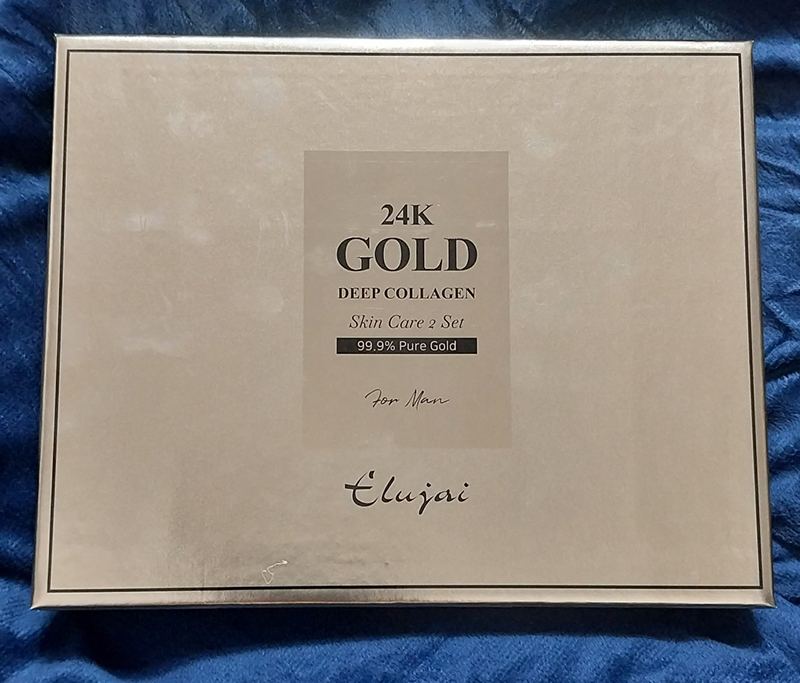 24K
GOLD
DEEP COLLAGEN
Skin Care 2 Set
99.9% Pure Gold
For Man
Elujai